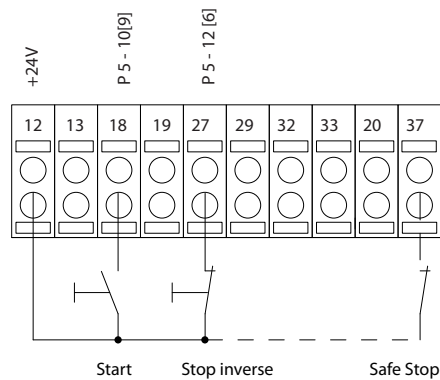 +24V P 5 - 10[9] P 5 - 12 [6]
12 13 18 19 27 29 32 33 20 37
Start Stop inverse Safe Stop